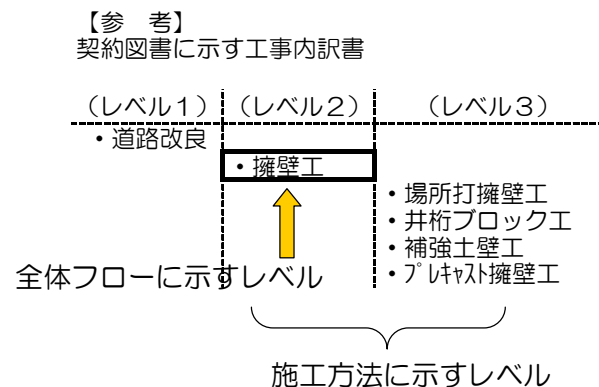 【参　考】
契約図書に示す工事内訳書
（レベル１）（レベル２）（レベル３）
・道路改良
・擁壁工
・場所打擁壁工
・井桁ブロック工
・補強土壁工
・ﾌﾟﾚｷｬｽﾄ擁壁工
全体フローに示すレベル
施工方法に示すレベル